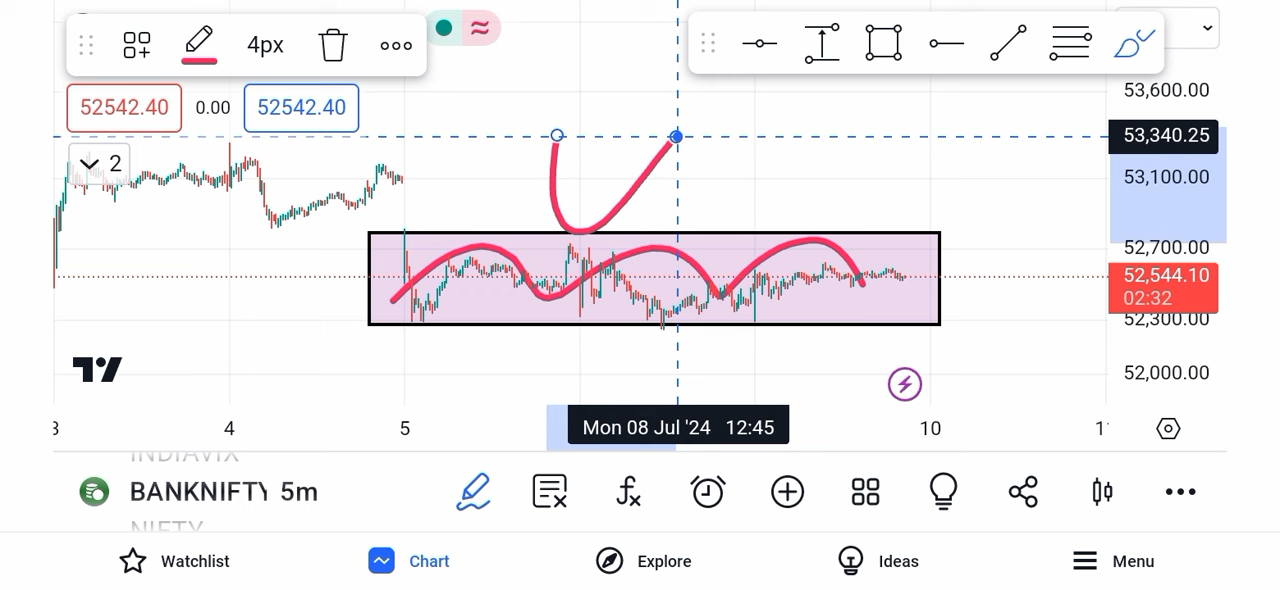 4px
52542.40 0.00 52542.40
2
53,600.00
53,340.25
53,100.00
52,700.00
52,544.10
02:32
52,300.00
52,000.00
3 4 5 Mon 08 Jul '24 12:45 10
INDIAVIX
BANKNIFTY 5m
NIFTY
Watchlist Chart Explore Ideas Menu